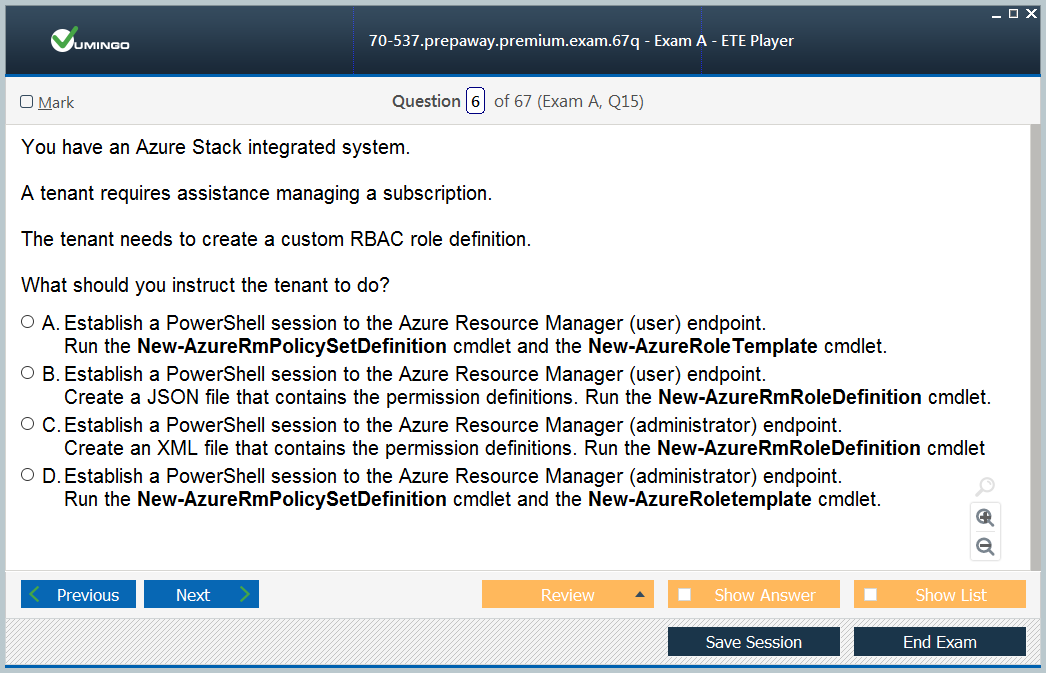 VUMINGO
70-537.prepaway.premium.exam.67q - Exam A - ETE Player
Mark
Question 6 of 67 (Exam A, Q15)
You have an Azure Stack integrated system.
A tenant requires assistance managing a subscription.
The tenant needs to create a custom RBAC role definition.
What should you instruct the tenant to do?
A. Establish a PowerShell session to the Azure Resource Manager (user) endpoint.
Run the New-AzureRmPolicySetDefinition cmdlet and the New-AzureRoleTemplate cmdlet.
B. Establish a PowerShell session to the Azure Resource Manager (user) endpoint.
Create a JSON file that contains the permission definitions. Run the New-AzureRmRoleDefinition cmdlet.
C. Establish a PowerShell session to the Azure Resource Manager (administrator) endpoint.
Create an XML file that contains the permission definitions. Run the New-AzureRmRoleDefinition cmdlet
D. Establish a PowerShell session to the Azure Resource Manager (administrator) endpoint.
Run the New-AzureRmPolicySetDefinition cmdlet and the New-AzureRoletemplate cmdlet.
Previous
Next
Review
Show Answer
Show List
Save Session
End Exam